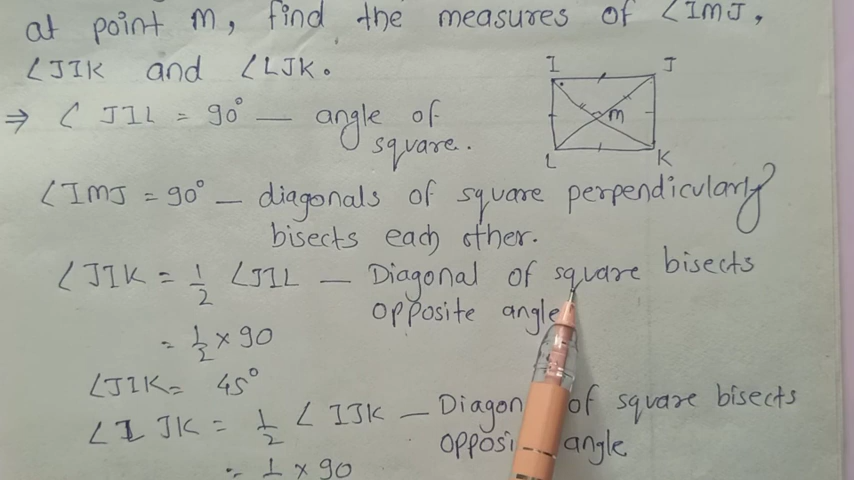 at point m, find the measures of ∠IMJ,
∠JIK and ∠LJK.
⇒ ∠ JIL = 90° — angle of
square.
I J
m
L K
∠IMJ = 90° — diagonals of square perpendicularly
bisects each other.
∠JIK = 1/2 ∠JIL — Diagonal of square bisects
opposite angle
= 1/2 × 90
∠JIK = 45°
∠L JK = 1/2 ∠ IJK — Diagon of square bisects
opposi angle
= 1 × 90